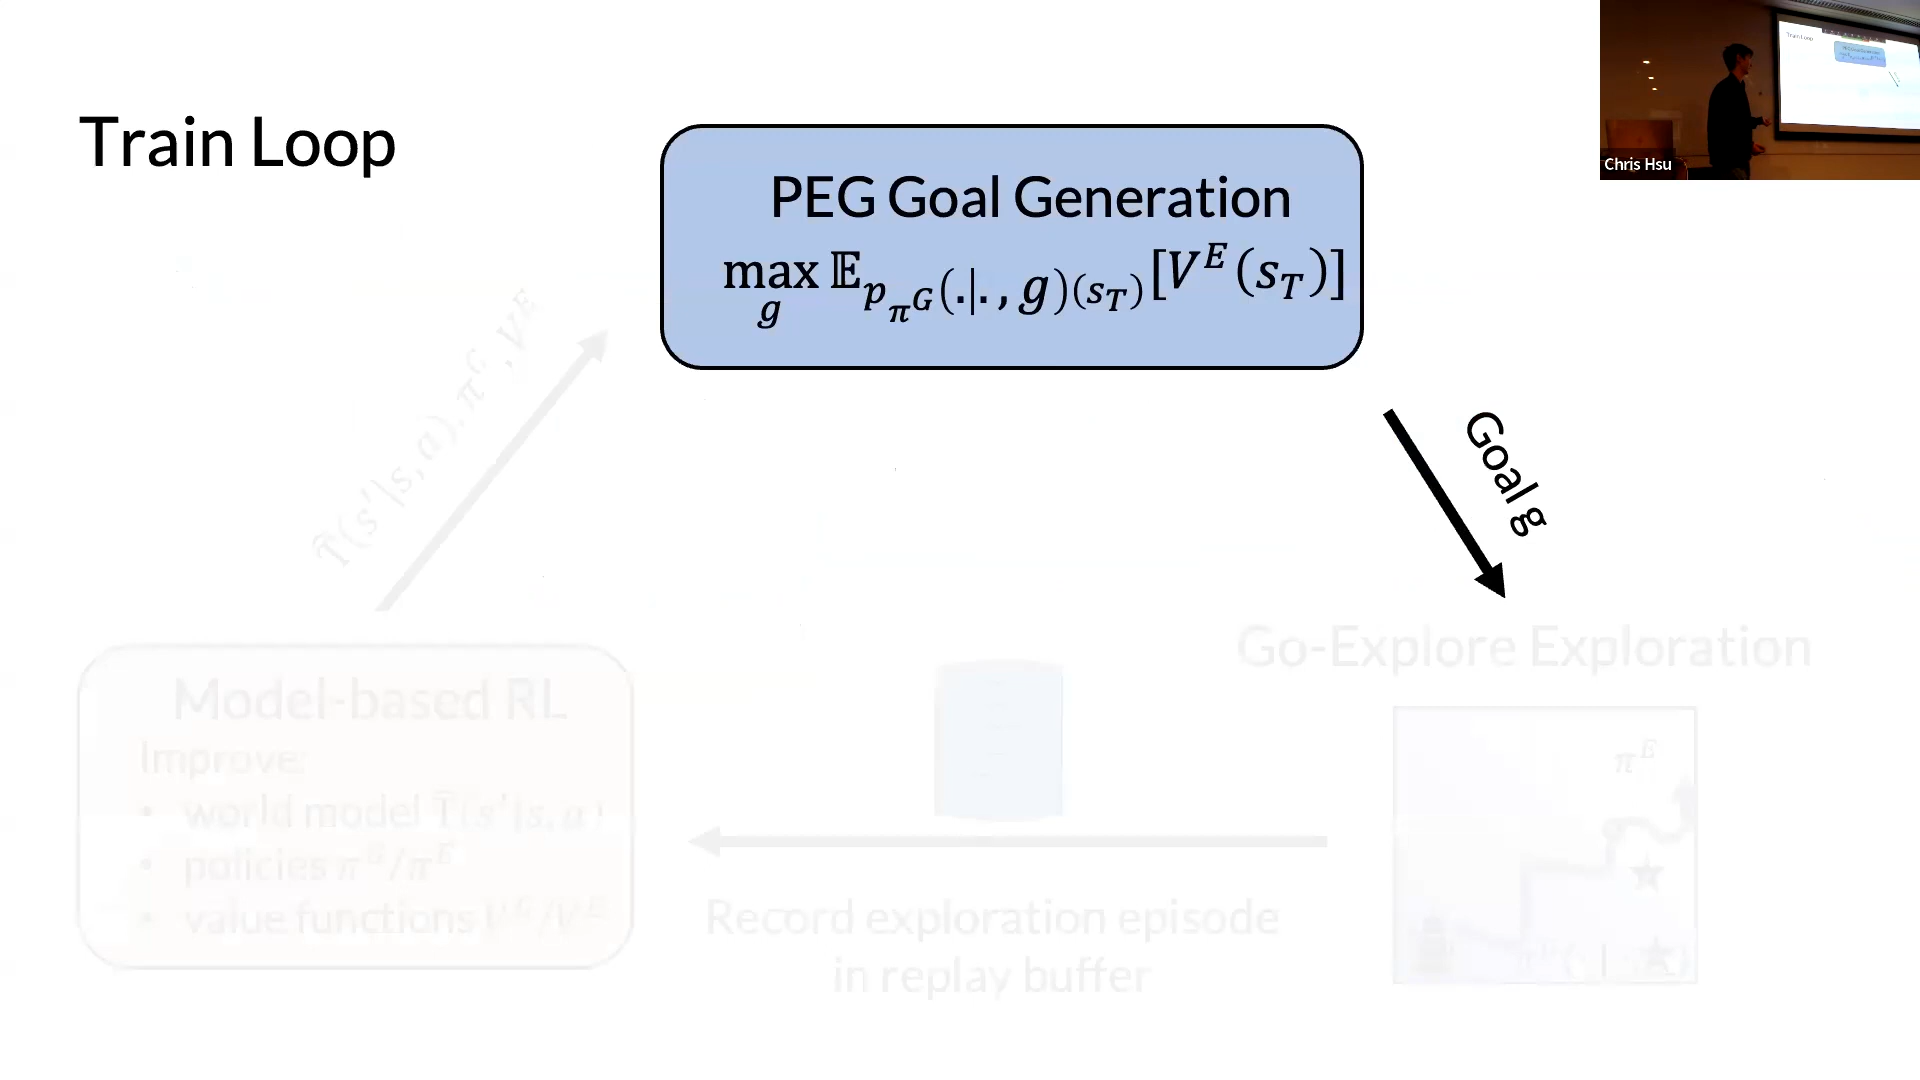 Train Loop
PEG Goal Generation
max_g 𝔼_{p_{π^G}(.|., g)(s_T)} [V^E(s_T)]
Chris Hsu
Goal g
T̂(s′|s, a), π^G, V^E
Go-Explore Exploration
π^E
Model-based RL
Improve:
• world model T̂(s′|s, a)
• policies π^G/π^E
• value functions V^G/V^E
Record exploration episode
in replay buffer